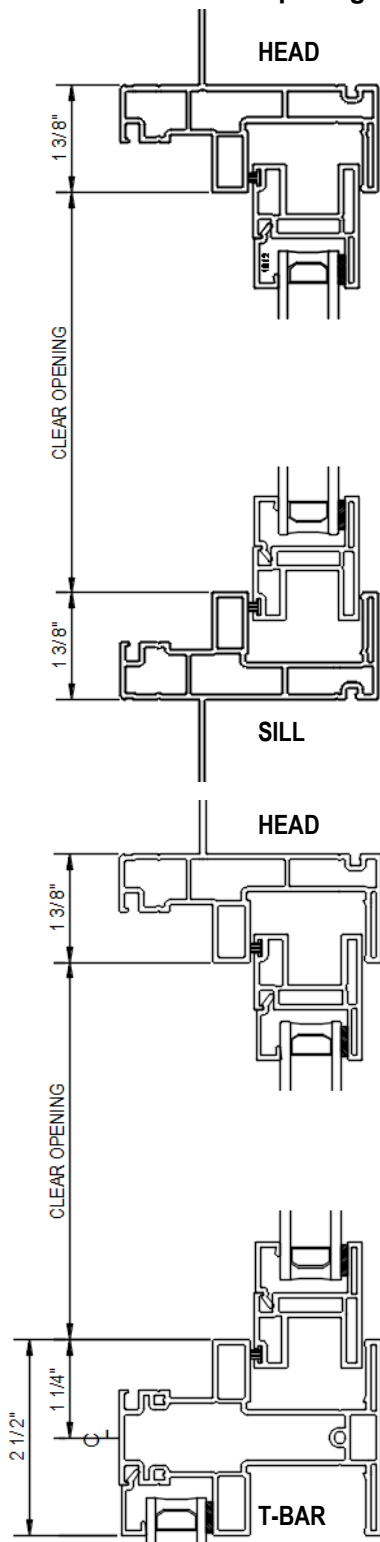 HEAD
1 3/8"
CLEAR OPENING
1 3/8"
SILL
HEAD
1 3/8"
CLEAR OPENING
1 1/4"
2 1/2"
CL
T-BAR